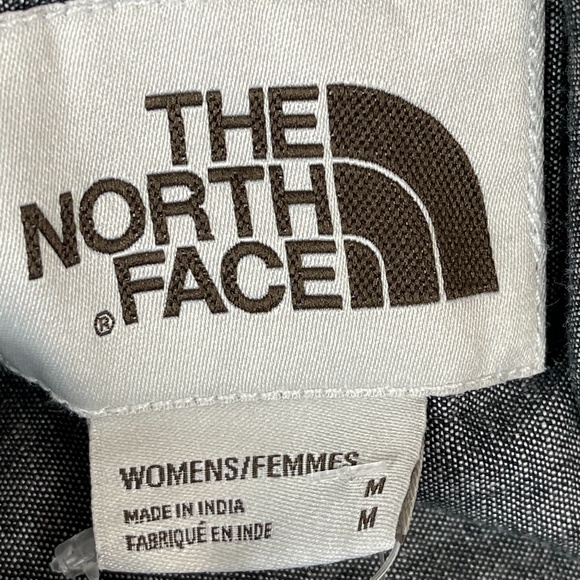 THE
NORTH
FACE
®
WOMENS/FEMMES
MADE IN INDIA M
FABRIQUÉ EN INDE M